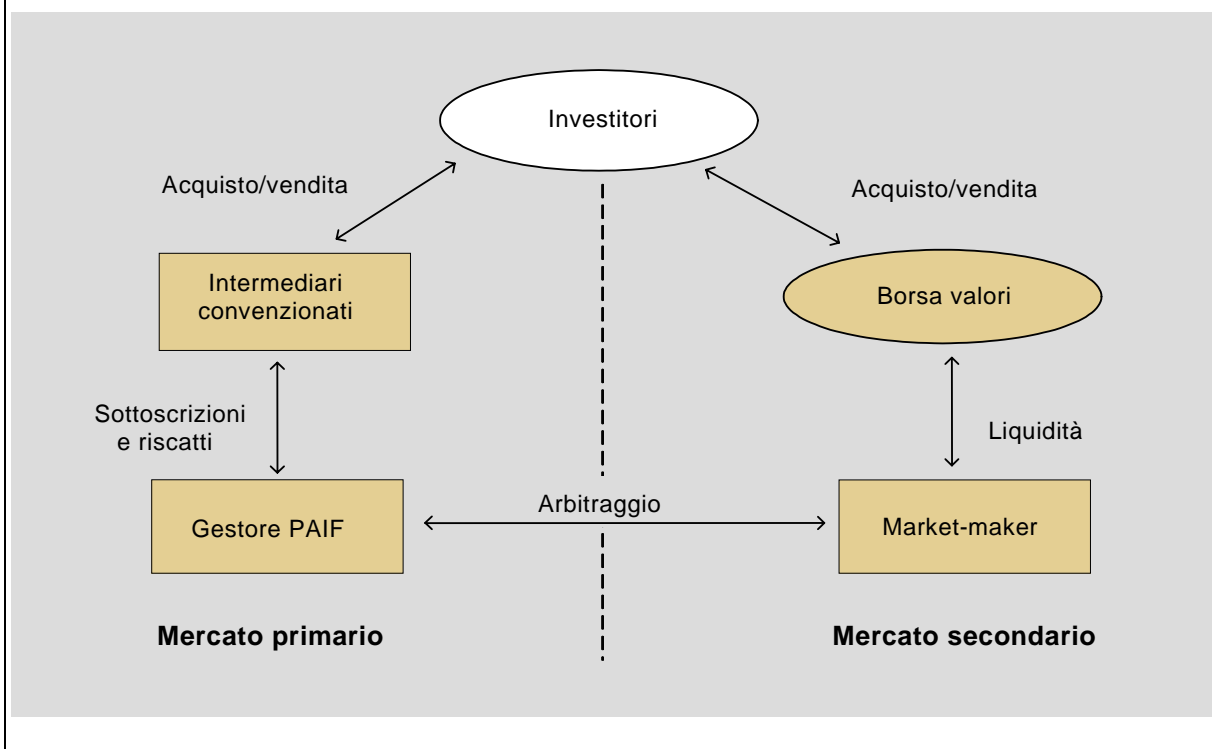 Investitori
Acquisto/vendita
Acquisto/vendita
Intermediari
convenzionati
Borsa valori
Sottoscrizioni
e riscatti
Liquidità
Arbitraggio
Gestore PAIF
Market-maker
Mercato primario
Mercato secondario